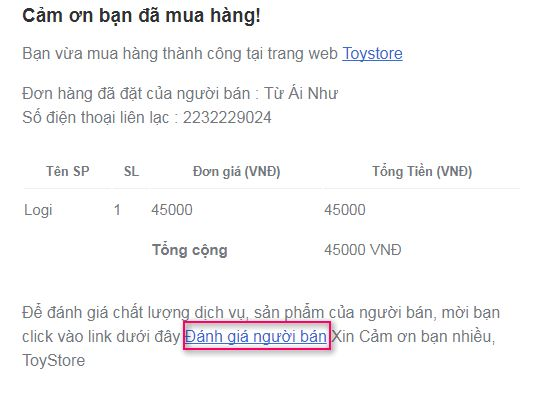 Cảm ơn bạn đã mua hàng!
Bạn vừa mua hàng thành công tại trang web Toystore
Đơn hàng đã đặt của người bán : Từ Ái Như
Số điện thoại liên lạc : 2232229024
Tên SP SL Đơn giá (VNĐ) Tổng Tiền (VNĐ)
Logi 1 45000 45000
Tổng cộng 45000 VNĐ
Để đánh giá chất lượng dịch vụ, sản phẩm của người bán, mời bạn
click vào link dưới đây Đánh giá người bán Xin Cảm ơn bạn nhiều,
ToyStore